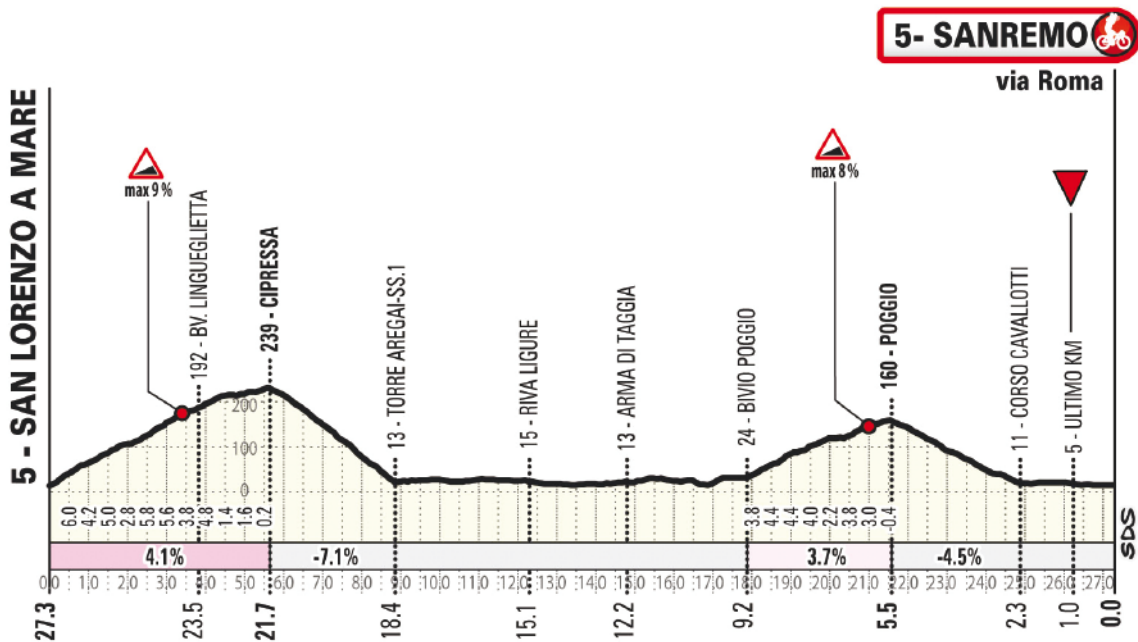 5- SANREMO
via Roma
5 - SAN LORENZO A MARE
max 9 %
192 - BV. LINGUEGLIETTA
239 - CIPRESSA
13 - TORRE AREGAI-SS.1
15 - RIVA LIGURE
13 - ARMA DI TAGGIA
24 - BIVIO POGGIO
max 8%
160 - POGGIO
11 - CORSO CAVALLOTTI
5 - ULTIMO KM
200
100
0
6.0 4.2 5.0 2.8 5.8 5.6 3.8 4.8 1.4 1.6 0.2
3.8 4.4 4.4 4.0 2.2 3.8 3.0 -0.4
SDS
4.1% -7.1% 3.7% -4.5%
0.0 1.0 2.0 3.0 4.0 5.0 6.0 7.0 8.0 9.0 10.0 11.0 12.0 13.0 14.0 15.0 16.0 17.0 18.0 19.0 20.0 21.0 22.0 23.0 24.0 25.0 26.0 27.0
27.3 23.5 21.7 18.4 15.1 12.2 9.2 5.5 2.3 1.0 0.0